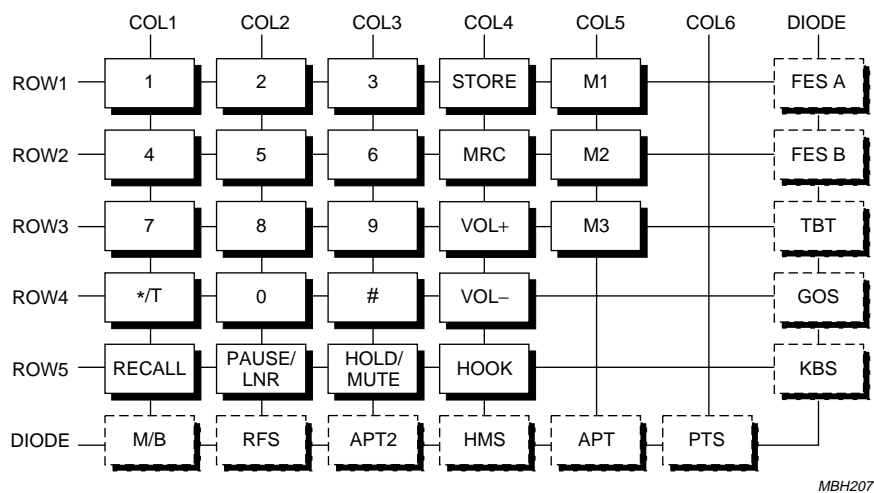 COL1 COL2 COL3 COL4 COL5 COL6 DIODE
ROW1 1 2 3 STORE M1 FES A
ROW2 4 5 6 MRC M2 FES B
ROW3 7 8 9 VOL+ M3 TBT
ROW4 */T 0 # VOL− GOS
ROW5 RECALL PAUSE/ LNR HOLD/ MUTE HOOK KBS
DIODE M/B RFS APT2 HMS APT PTS
MBH207